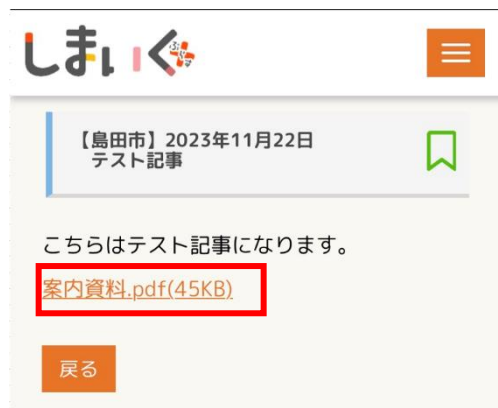 しまいく
【島田市】2023年11月22日
テスト記事
こちらはテスト記事になります。
案内資料.pdf(45KB)
戻る